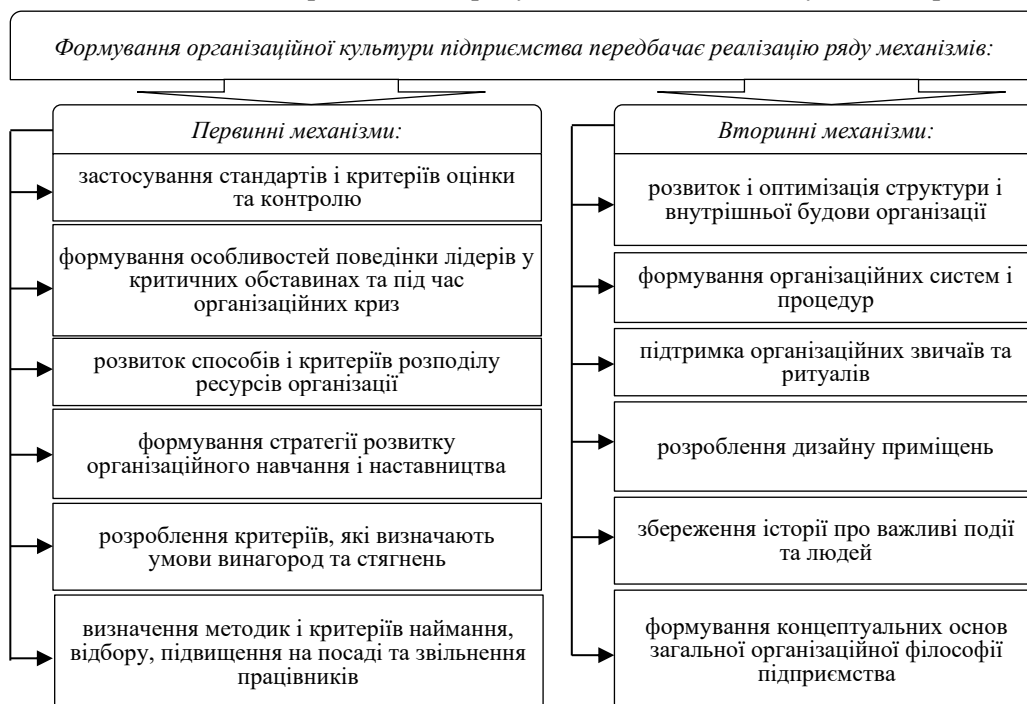 Формування організаційної культури підприємства передбачає реалізацію ряду механізмів:
Первинні механізми:
застосування стандартів і критеріїв оцінки
та контролю
формування особливостей поведінки лідерів у
критичних обставинах та під час
організаційних криз
розвиток способів і критеріїв розподілу
ресурсів організації
формування стратегії розвитку
організаційного навчання і наставництва
розроблення критеріїв, які визначають
умови винагород та стягнень
визначення методик і критеріїв наймання,
відбору, підвищення на посаді та звільнення
працівників
Вторинні механізми:
розвиток і оптимізація структури і
внутрішньої будови організації
формування організаційних систем і
процедур
підтримка організаційних звичаїв та
ритуалів
розроблення дизайну приміщень
збереження історії про важливі події
та людей
формування концептуальних основ
загальної організаційної філософії
підприємства